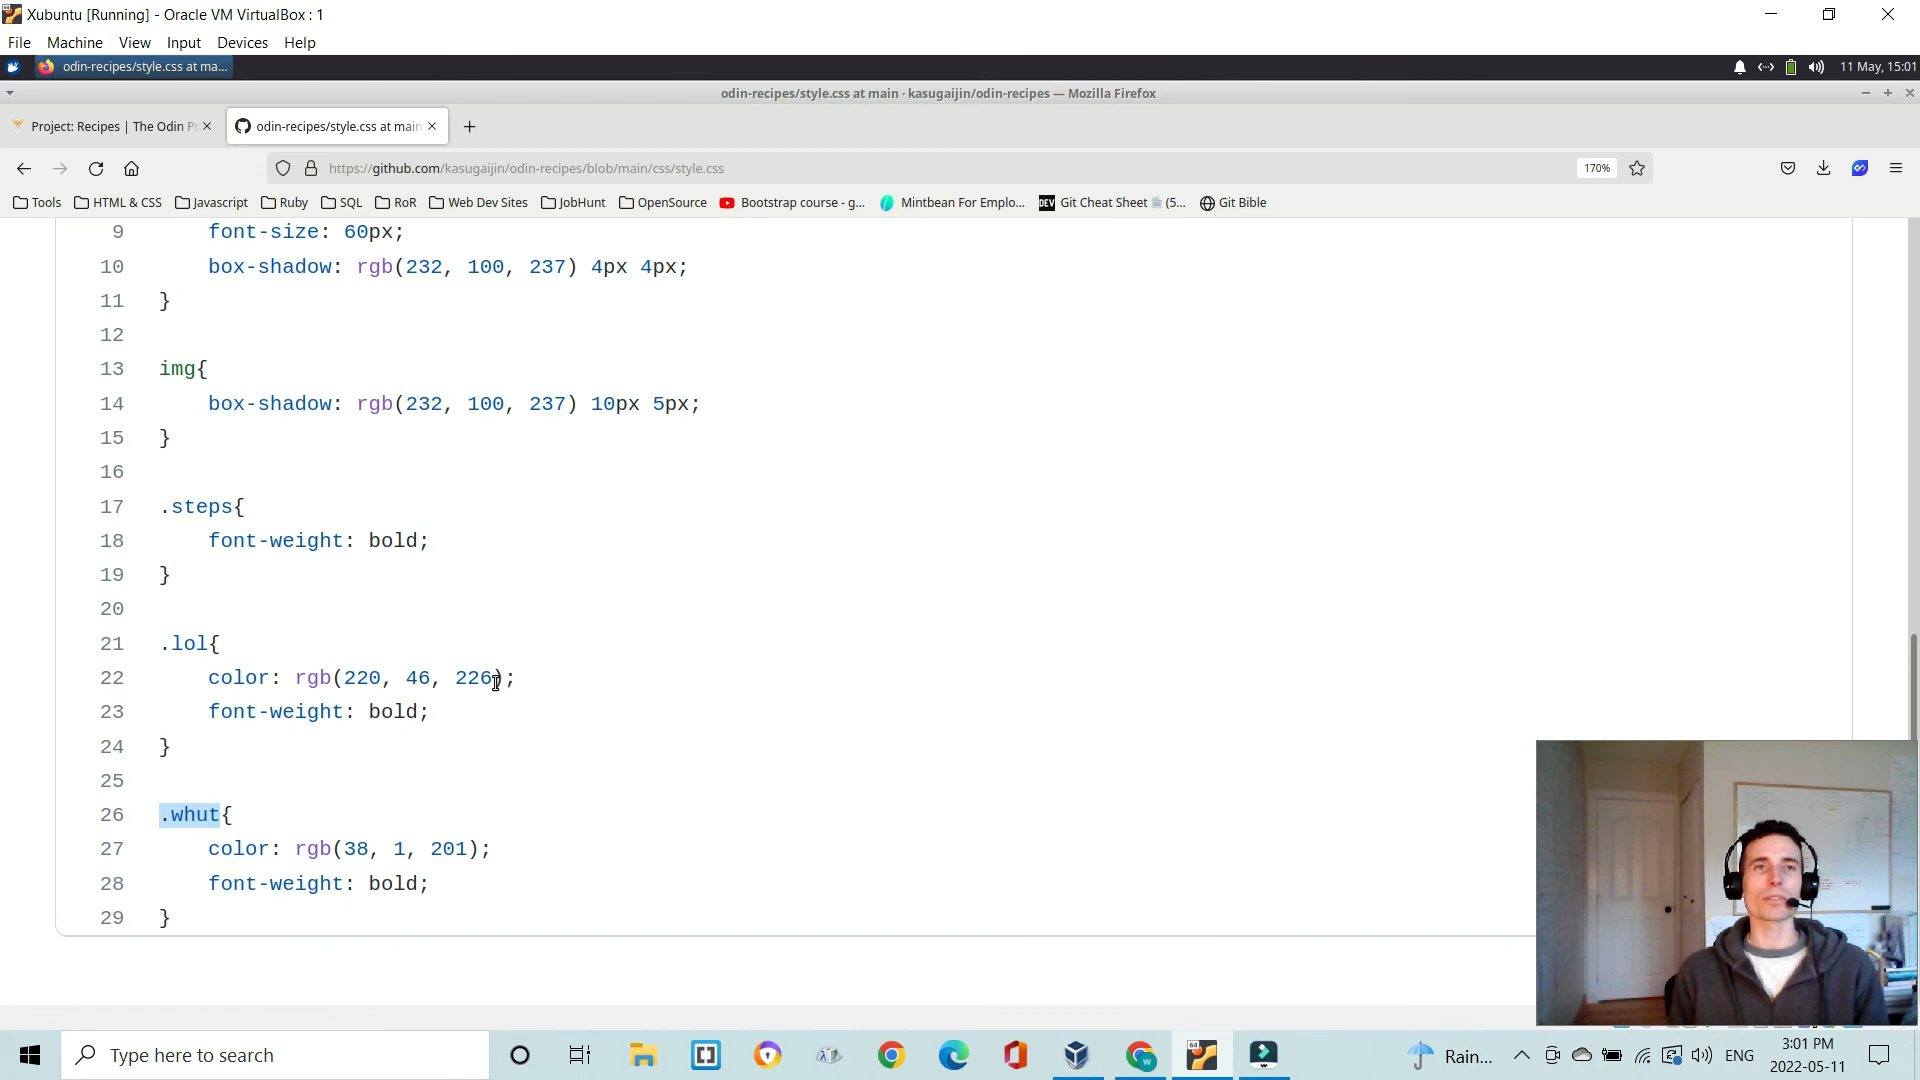 Xubuntu [Running] - Oracle VM VirtualBox : 1
File Machine View Input Devices Help
odin-recipes/style.css at ma...
11 May, 15:01
odin-recipes/style.css at main · kasugaijin/odin-recipes — Mozilla Firefox
Project: Recipes | The Odin Pr
odin-recipes/style.css at main
https://github.com/kasugaijin/odin-recipes/blob/main/css/style.css
170%
Tools HTML & CSS Javascript Ruby SQL RoR Web Dev Sites JobHunt OpenSource Bootstrap course - g... Mintbean For Emplo... DEV Git Cheat Sheet (5... Git Bible
9 font-size: 60px;
10 box-shadow: rgb(232, 100, 237) 4px 4px;
11 }
12
13 img{
14 box-shadow: rgb(232, 100, 237) 10px 5px;
15 }
16
17 .steps{
18 font-weight: bold;
19 }
20
21 .lol{
22 color: rgb(220, 46, 226);
23 font-weight: bold;
24 }
25
26 .whut{
27 color: rgb(38, 1, 201);
28 font-weight: bold;
29 }
Type here to search
Rain...
ENG
3:01 PM
2022-05-11